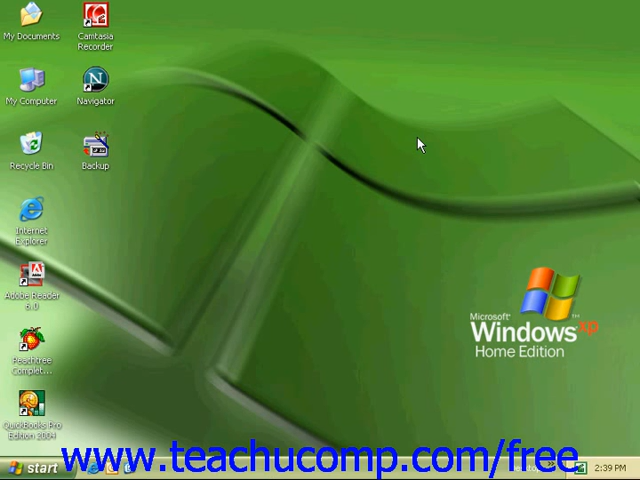 My Documents
Camtasia
Recorder
My Computer
Navigator
Recycle Bin
Backup
Internet
Explorer
Adobe Reader
6.0
Peachtree
Complet...
QuickBooks Pro
Edition 2004
Microsoft
Windows xp
Home Edition
start
www.teachucomp.com/free
2:39 PM